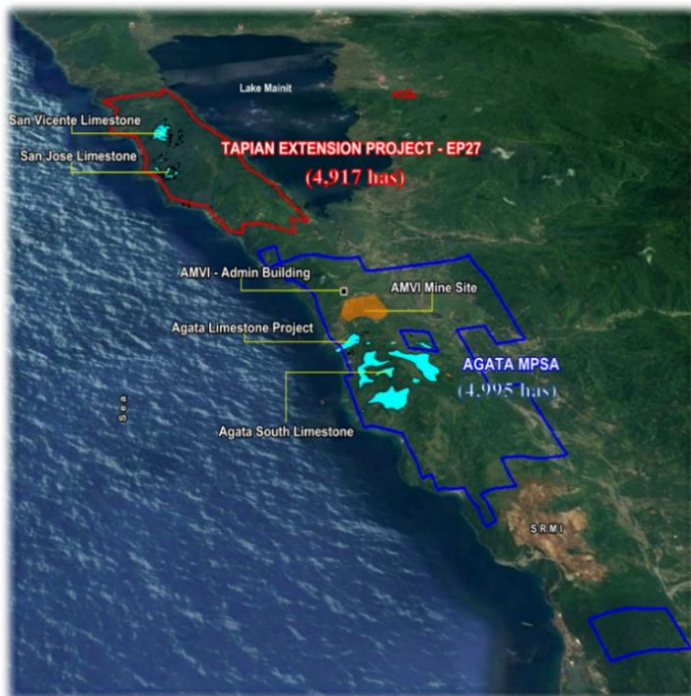 Lake Mainit
San Vicente Limestone
San Jose Limestone
TAPIAN EXTENSION PROJECT - EP27
(4,917 has)
AMVI - Admin Building
AMVI Mine Site
Agata Limestone Project
AGATA MPSA
(4,995 has)
Sea
Agata South Limestone
SRMI